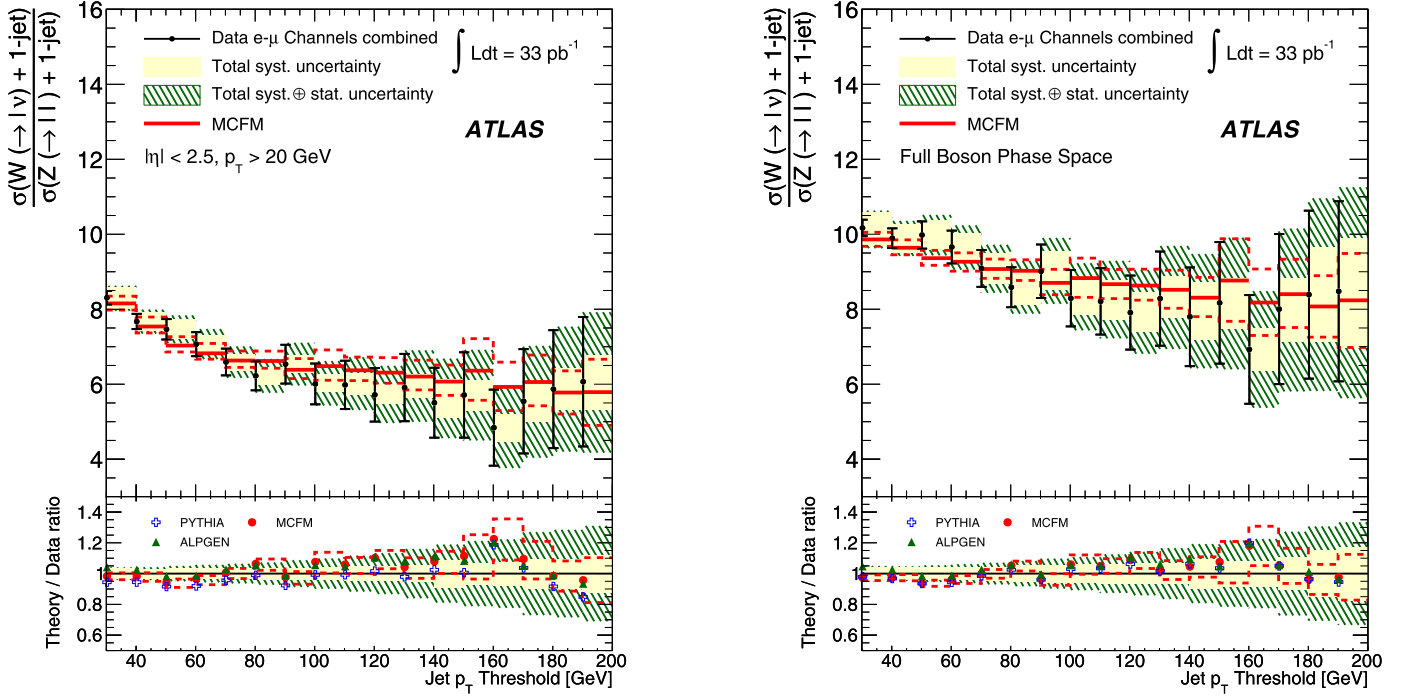 σ(W (→ l ν) + 1-jet)
σ(Z (→ l l) + 1-jet)
16
14
12
10
8
6
4
Data e-μ Channels combined
∫ Ldt = 33 pb⁻¹
Total syst. uncertainty
Total syst.⊕ stat. uncertainty
MCFM
ATLAS
|η| < 2.5, p_T > 20 GeV
Theory / Data ratio
1.4
1.2
1
0.8
0.6
PYTHIA
MCFM
ALPGEN
40 60 80 100 120 140 160 180 200
Jet p_T Threshold [GeV]
σ(W (→ l ν) + 1-jet)
σ(Z (→ l l) + 1-jet)
16
14
12
10
8
6
4
Data e-μ Channels combined
∫ Ldt = 33 pb⁻¹
Total syst. uncertainty
Total syst.⊕ stat. uncertainty
MCFM
ATLAS
Full Boson Phase Space
Theory / Data ratio
1.4
1.2
1
0.8
0.6
PYTHIA
MCFM
ALPGEN
40 60 80 100 120 140 160 180 200
Jet p_T Threshold [GeV]